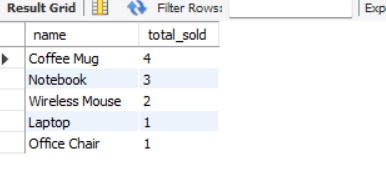 Result Grid Filter Rows: Exp
name total_sold
Coffee Mug 4
Notebook 3
Wireless Mouse 2
Laptop 1
Office Chair 1